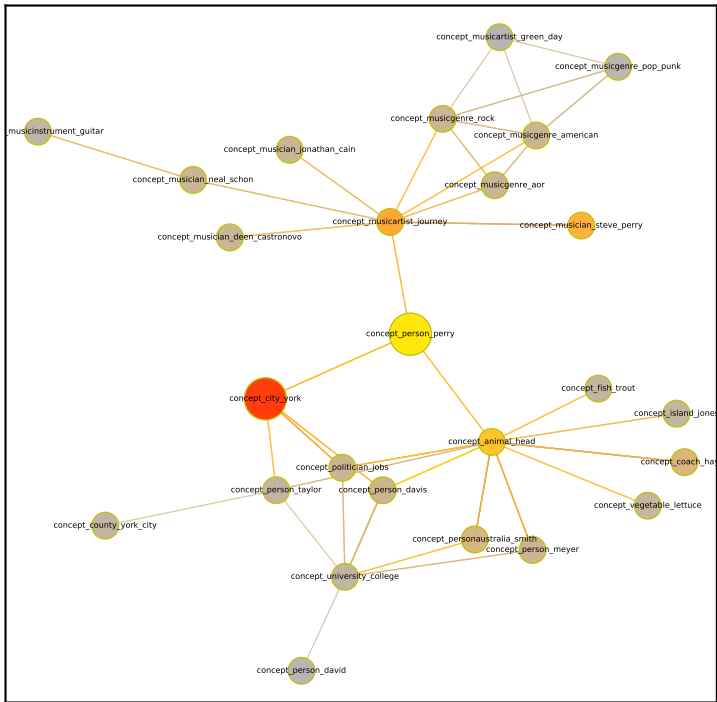 concept_musicartist_green_day
concept_musicgenre_pop_punk
concept_musicgenre_rock
_musicinstrument_guitar
concept_musicgenre_american
concept_musician_jonathan_cain
concept_musician_neal_schon
concept_musicgenre_aor
concept_musicartist_journey
concept_musician_steve_perry
concept_musician_deen_castronovo
concept_person_perry
concept_fish_trout
concept_city_york
concept_island_jones
concept_animal_head
concept_coach_hay
concept_politician_jobs
concept_person_taylor
concept_person_davis
concept_vegetable_lettuce
concept_county_york_city
concept_personaustralia_smith
concept_person_meyer
concept_university_college
concept_person_david